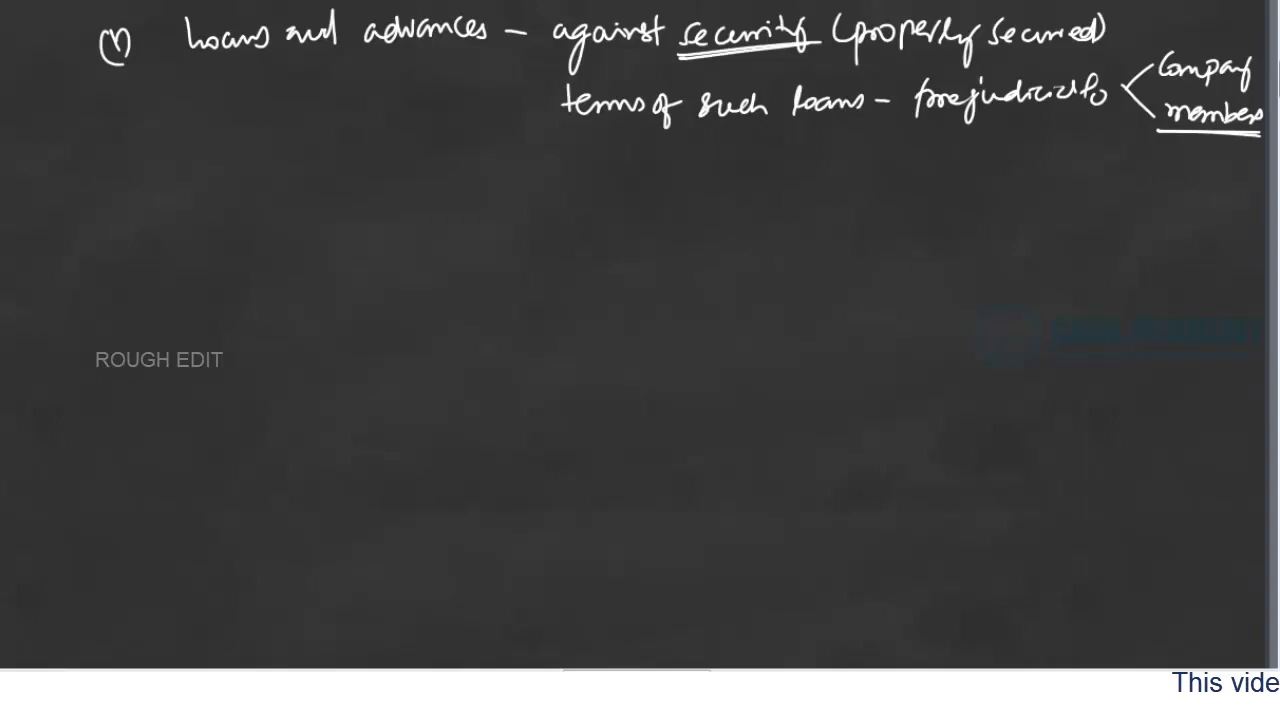 (1) Loans and advances - against security (properly secured)
terms of such loans - prejudicial to < company
members
ROUGH EDIT
This vide